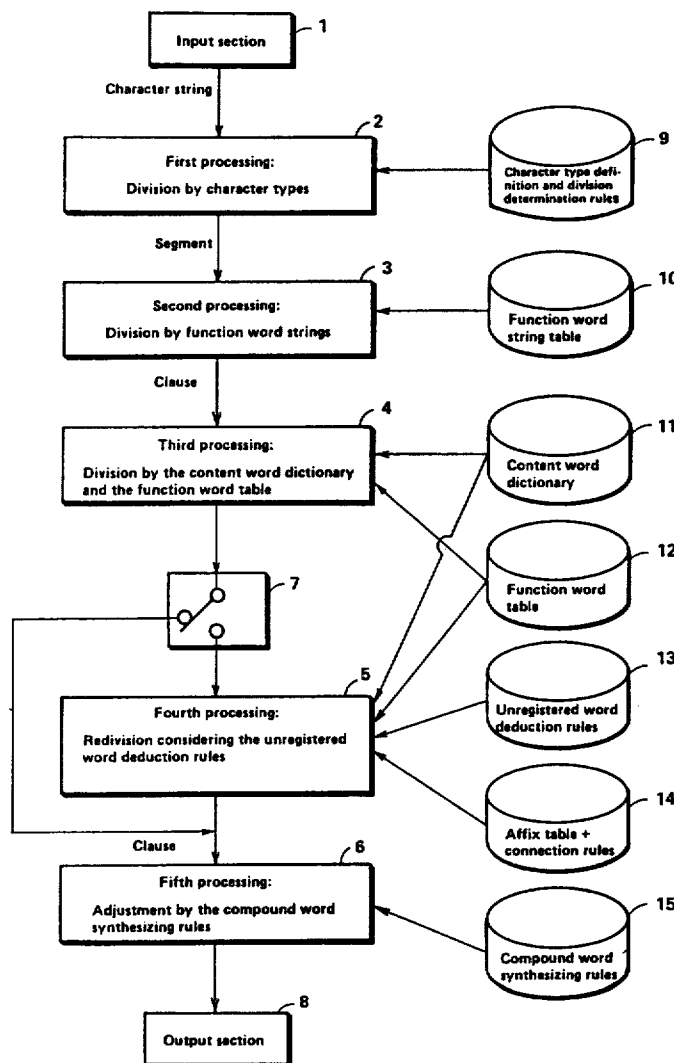 1
Input section
Character string
2
First processing:
Division by character types
9
Character type defi-
nition and division
determination rules
Segment
3
Second processing:
Division by function word strings
10
Function word
string table
Clause
4
Third processing:
Division by the content word dictionary
and the function word table
11
Content word
dictionary
7
12
Function word
table
5
Fourth processing:
Redivision considering the unregistered
word deduction rules
13
Unregistered word
deduction rules
14
Affix table +
connection rules
Clause
6
Fifth processing:
Adjustment by the compound word
synthesizing rules
15
Compound word
synthesizing rules
8
Output section